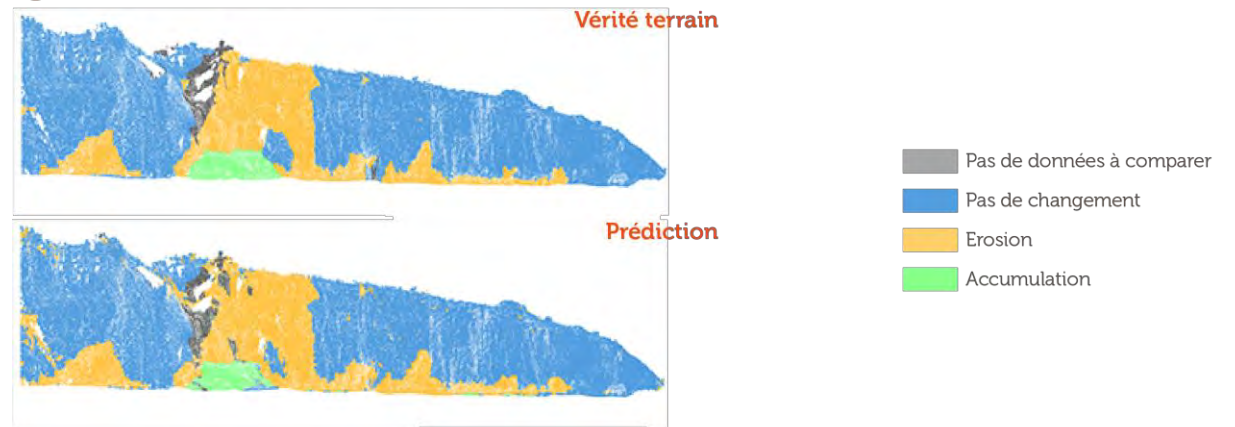 Vérité terrain
Prédiction
Pas de données à comparer
Pas de changement
Erosion
Accumulation